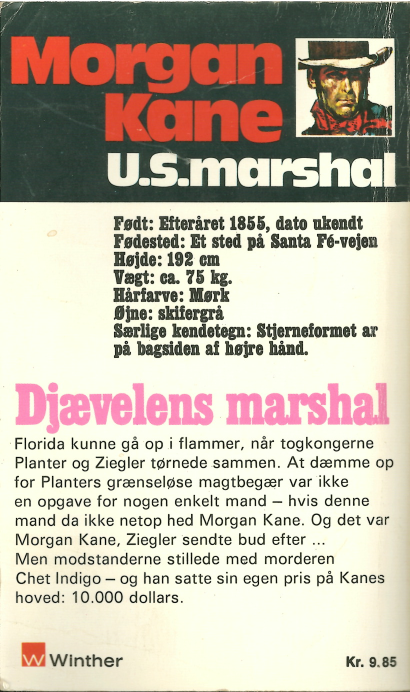 Morgan
Kane
U.S.marshal
Født: Efteråret 1855, dato ukendt
Fødested: Et sted på Santa Fé-vejen
Højde: 192 cm
Vægt: ca. 75 kg.
Hårfarve: Mørk
Øjne: skifergrå
Særlige kendetegn: Stjerneformet ar
på bagsiden af højre hånd.
Djævelens marshal
Florida kunne gå op i flammer, når togkongerne
Planter og Ziegler tørnede sammen. At dæmme op
for Planters grænseløse magtbegær var ikke
en opgave for nogen enkelt mand – hvis denne
mand da ikke netop hed Morgan Kane. Og det var
Morgan Kane, Ziegler sendte bud efter ...
Men modstanderne stillede med morderen
Chet Indigo – og han satte sin egen pris på Kanes
hoved: 10.000 dollars.
W Winther
Kr. 9.85